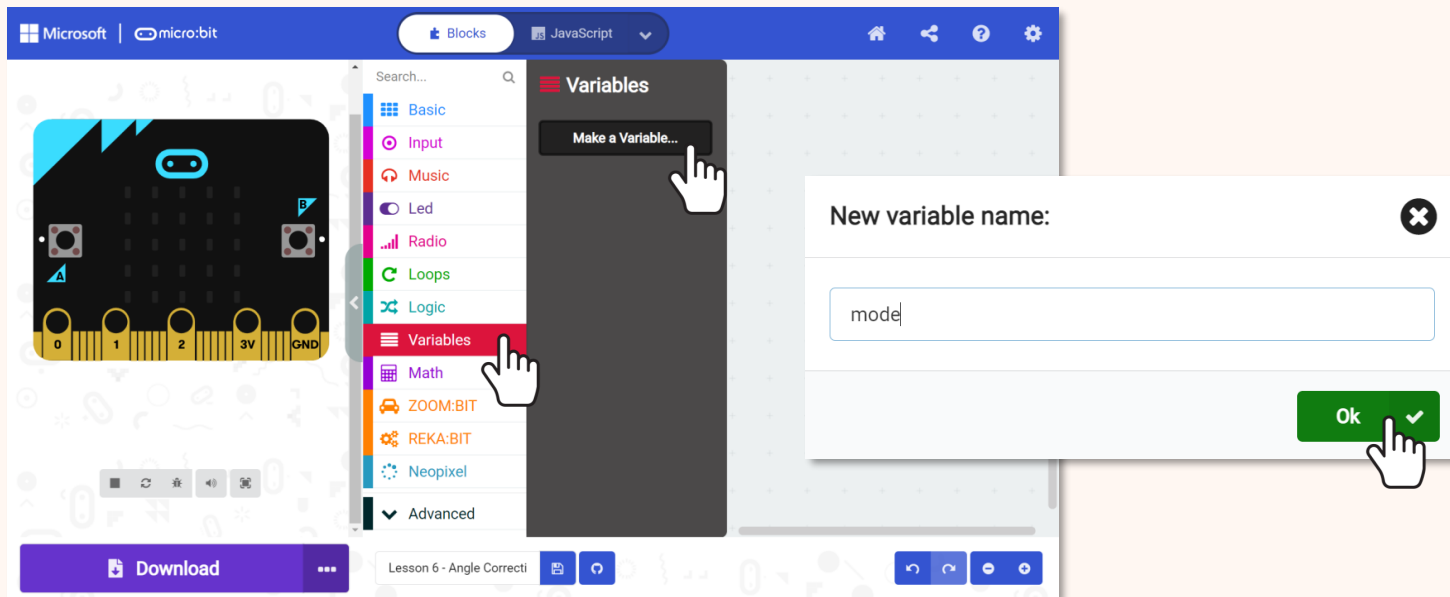 Microsoft
micro:bit
Blocks
JS JavaScript
Search...
Basic
Input
Music
Led
Radio
Loops
Logic
Variables
Math
ZOOM:BIT
REKA:BIT
Neopixel
Advanced
Variables
Make a Variable...
B
A
0 1 2 3V GND
New variable name:
mode
Ok
Download
Lesson 6 - Angle Correcti